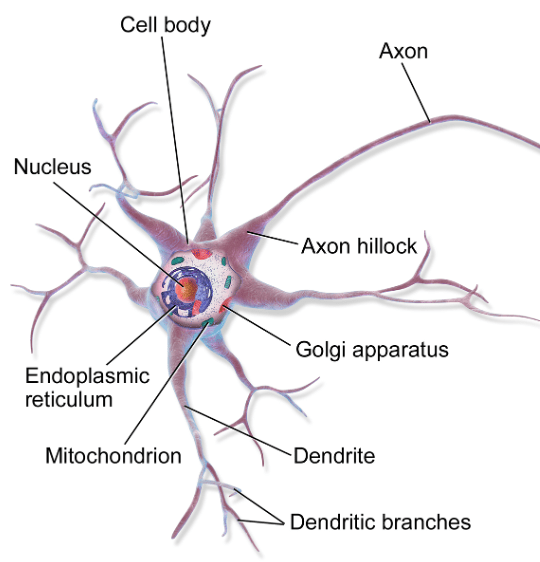 Cell body
Axon
Nucleus
Axon hillock
Golgi apparatus
Endoplasmic
reticulum
Mitochondrion
Dendrite
Dendritic branches